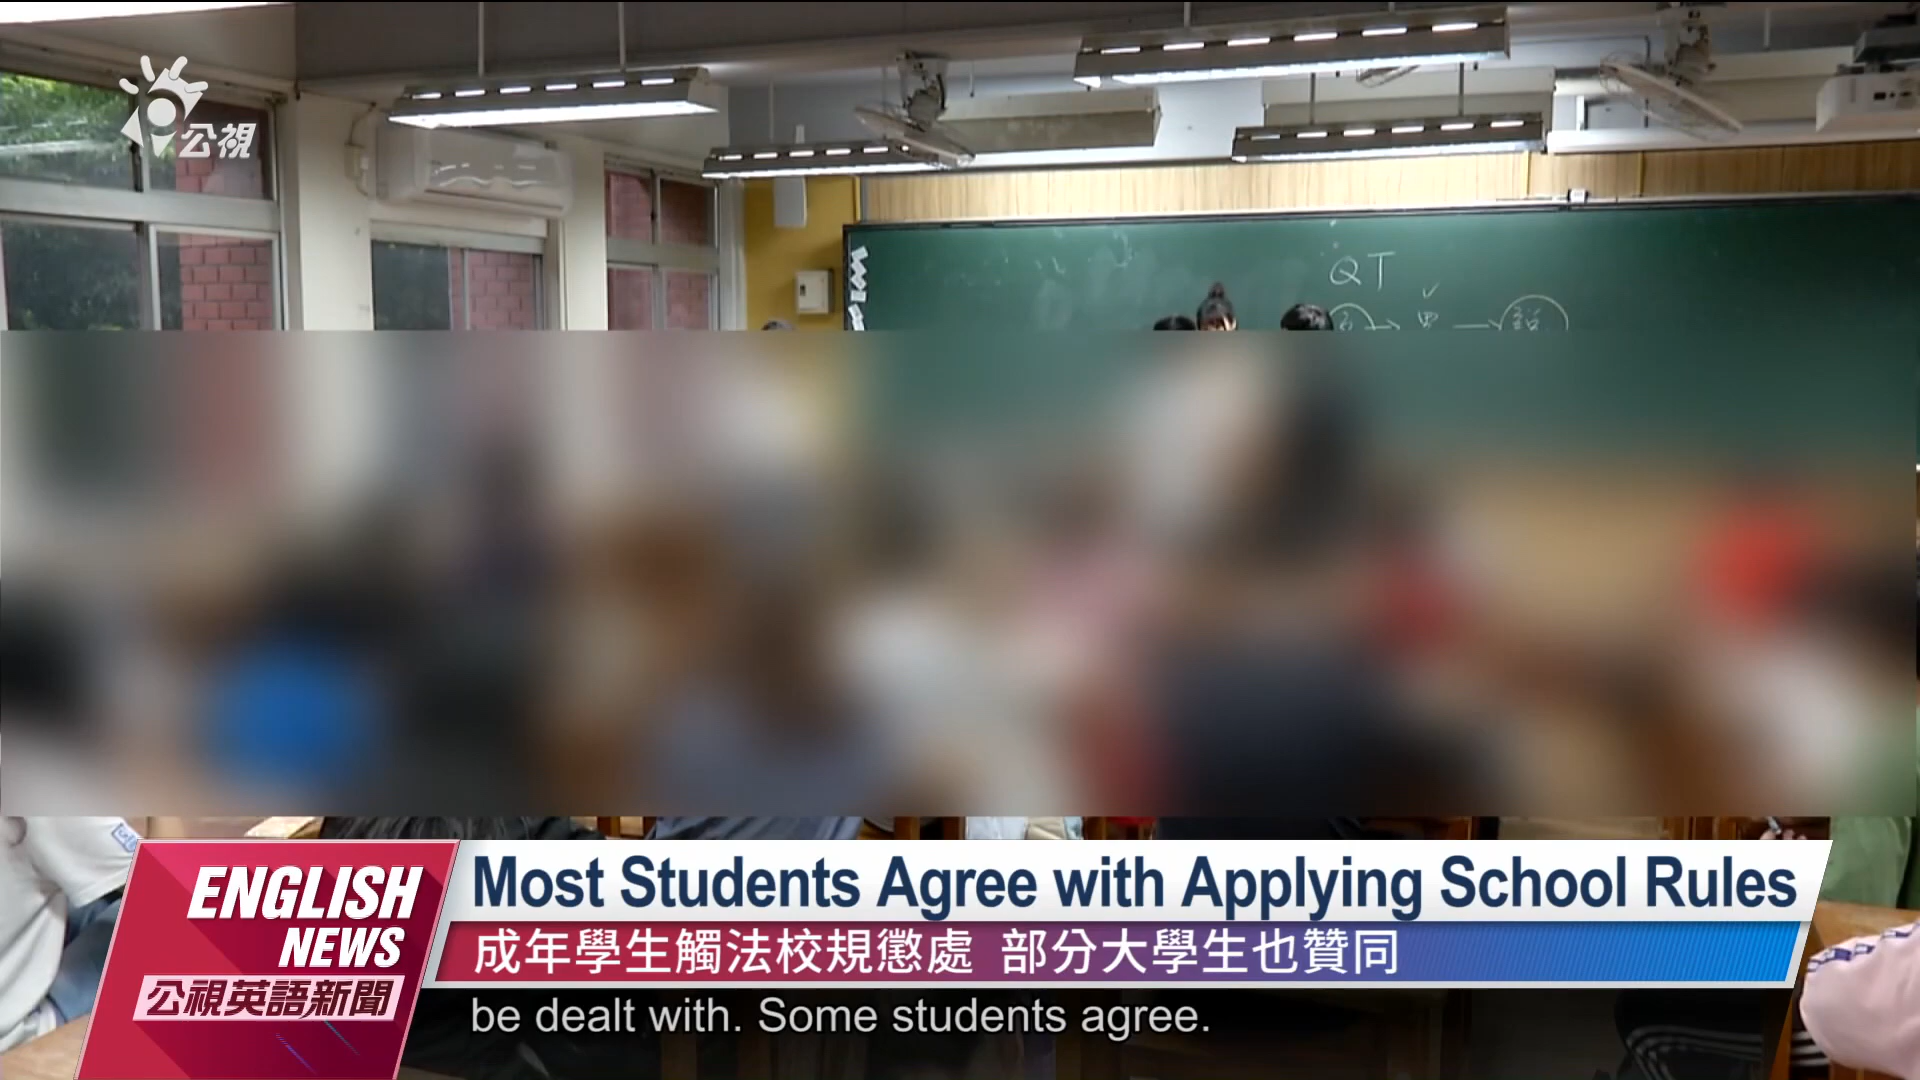 公視
QT
Most Students Agree with Applying School Rules
ENGLISH
NEWS
成年學生觸法校規懲處 部分大學生也贊同
公視英語新聞
be dealt with. Some students agree.